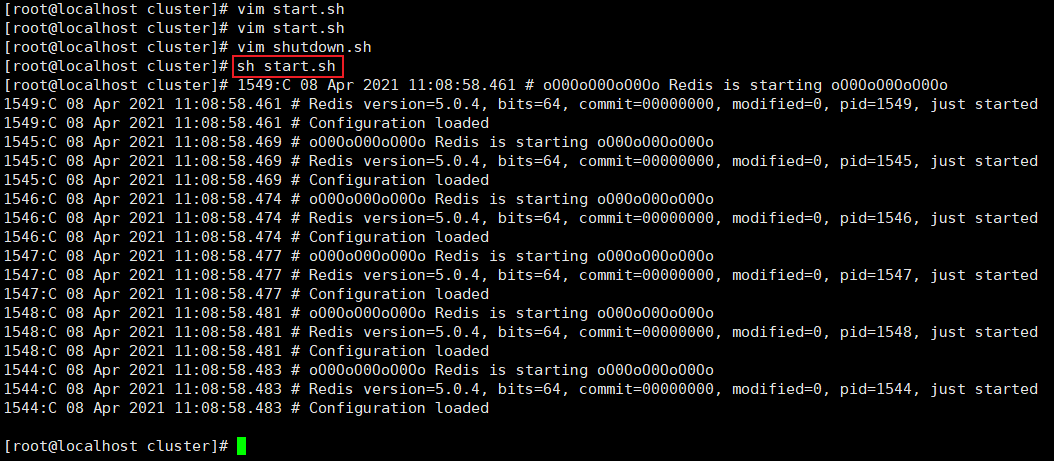 [root@localhost cluster]# vim start.sh
[root@localhost cluster]# vim start.sh
[root@localhost cluster]# vim shutdown.sh
[root@localhost cluster]# sh start.sh
[root@localhost cluster]# 1549:C 08 Apr 2021 11:08:58.461 # oO0OoO0OoO0Oo Redis is starting oO0OoO0OoO0Oo
1549:C 08 Apr 2021 11:08:58.461 # Redis version=5.0.4, bits=64, commit=00000000, modified=0, pid=1549, just started
1549:C 08 Apr 2021 11:08:58.461 # Configuration loaded
1545:C 08 Apr 2021 11:08:58.469 # oO0OoO0OoO0Oo Redis is starting oO0OoO0OoO0Oo
1545:C 08 Apr 2021 11:08:58.469 # Redis version=5.0.4, bits=64, commit=00000000, modified=0, pid=1545, just started
1545:C 08 Apr 2021 11:08:58.469 # Configuration loaded
1546:C 08 Apr 2021 11:08:58.474 # oO0OoO0OoO0Oo Redis is starting oO0OoO0OoO0Oo
1546:C 08 Apr 2021 11:08:58.474 # Redis version=5.0.4, bits=64, commit=00000000, modified=0, pid=1546, just started
1546:C 08 Apr 2021 11:08:58.474 # Configuration loaded
1547:C 08 Apr 2021 11:08:58.477 # oO0OoO0OoO0Oo Redis is starting oO0OoO0OoO0Oo
1547:C 08 Apr 2021 11:08:58.477 # Redis version=5.0.4, bits=64, commit=00000000, modified=0, pid=1547, just started
1547:C 08 Apr 2021 11:08:58.477 # Configuration loaded
1548:C 08 Apr 2021 11:08:58.481 # oO0OoO0OoO0Oo Redis is starting oO0OoO0OoO0Oo
1548:C 08 Apr 2021 11:08:58.481 # Redis version=5.0.4, bits=64, commit=00000000, modified=0, pid=1548, just started
1548:C 08 Apr 2021 11:08:58.481 # Configuration loaded
1544:C 08 Apr 2021 11:08:58.483 # oO0OoO0OoO0Oo Redis is starting oO0OoO0OoO0Oo
1544:C 08 Apr 2021 11:08:58.483 # Redis version=5.0.4, bits=64, commit=00000000, modified=0, pid=1544, just started
1544:C 08 Apr 2021 11:08:58.483 # Configuration loaded
[root@localhost cluster]#